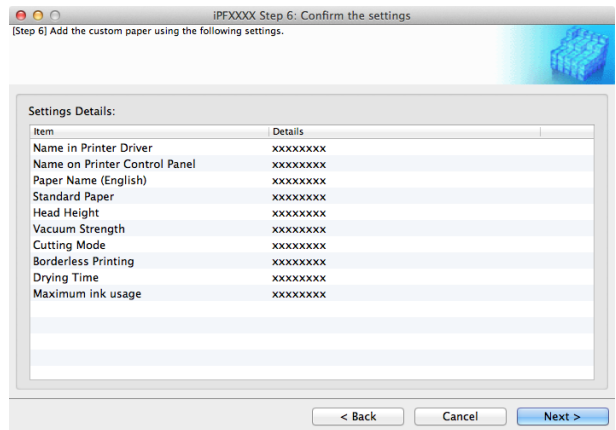 iPFXXXX Step 6: Confirm the settings
[Step 6] Add the custom paper using the following settings.
Settings Details:
Item Details
Name in Printer Driver xxxxxxxx
Name on Printer Control Panel xxxxxxxx
Paper Name (English) xxxxxxxx
Standard Paper xxxxxxxx
Head Height xxxxxxxx
Vacuum Strength xxxxxxxx
Cutting Mode xxxxxxxx
Borderless Printing xxxxxxxx
Drying Time xxxxxxxx
Maximum ink usage xxxxxxxx
< Back Cancel Next >